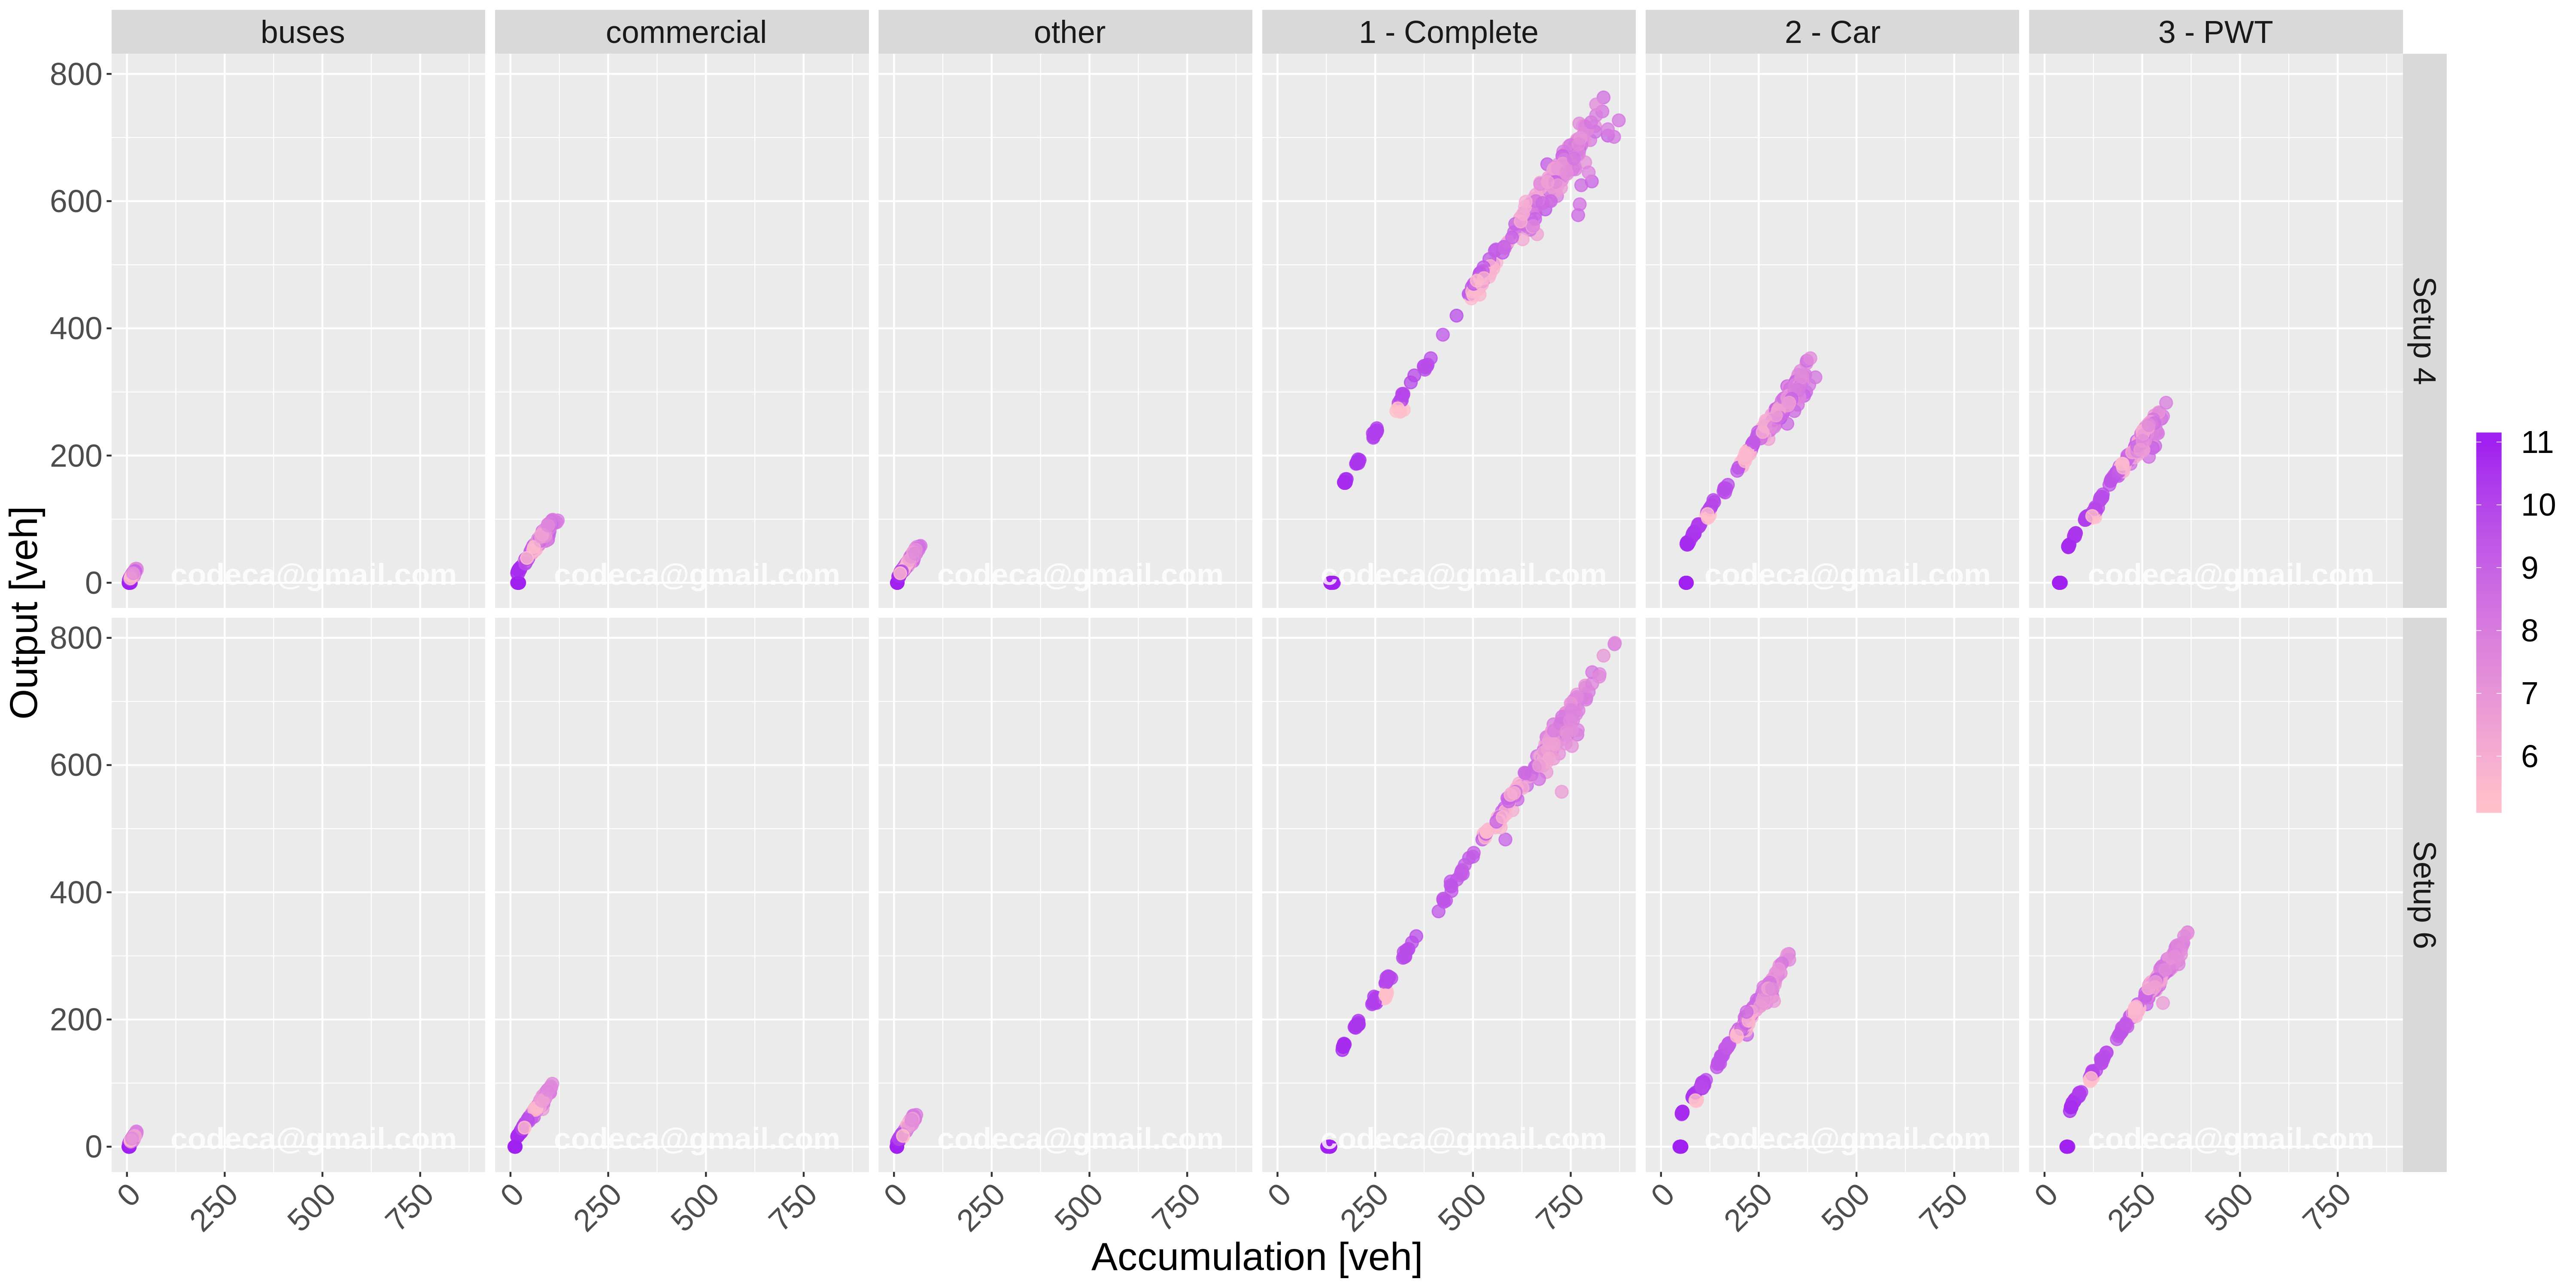 buses commercial other 1 - Complete 2 - Car 3 - PWT
800
600
400
200
0
codeca@gmail.com codeca@gmail.com codeca@gmail.com codeca@gmail.com codeca@gmail.com codeca@gmail.com
Setup 4
800
600
400
200
0
codeca@gmail.com codeca@gmail.com codeca@gmail.com codeca@gmail.com codeca@gmail.com codeca@gmail.com
Setup 6
0 250 500 750 0 250 500 750 0 250 500 750 0 250 500 750 0 250 500 750 0 250 500 750
Accumulation [veh]
Output [veh]
11
10
9
8
7
6